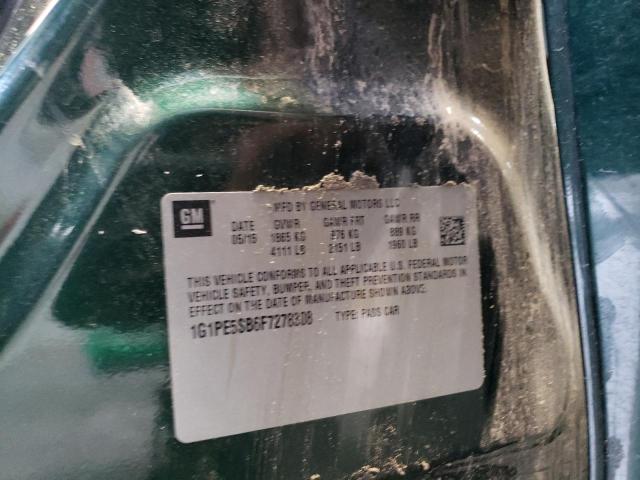 GM
MFD BY GENERAL MOTORS LLC
DATE GVWR GAWR FRT GAWR RR
05/15 1865 KG 976 KG 889 KG
4111 LB 2151 LB 1960 LB
THIS VEHICLE CONFORMS TO ALL APPLICABLE U.S. FEDERAL MOTOR
VEHICLE SAFETY, BUMPER, AND THEFT PREVENTION STANDARDS IN
EFFECT ON THE DATE OF MANUFACTURE SHOWN ABOVE.
1G1PE5SB6F7278308 TYPE: PASS CAR